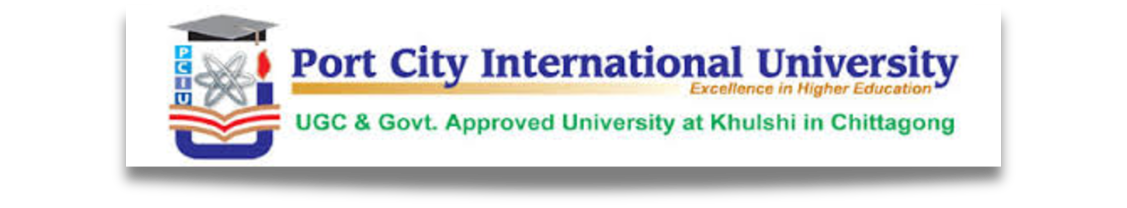 PCIU
Port City International University
Excellence in Higher Education
UGC & Govt. Approved University at Khulshi in Chittagong